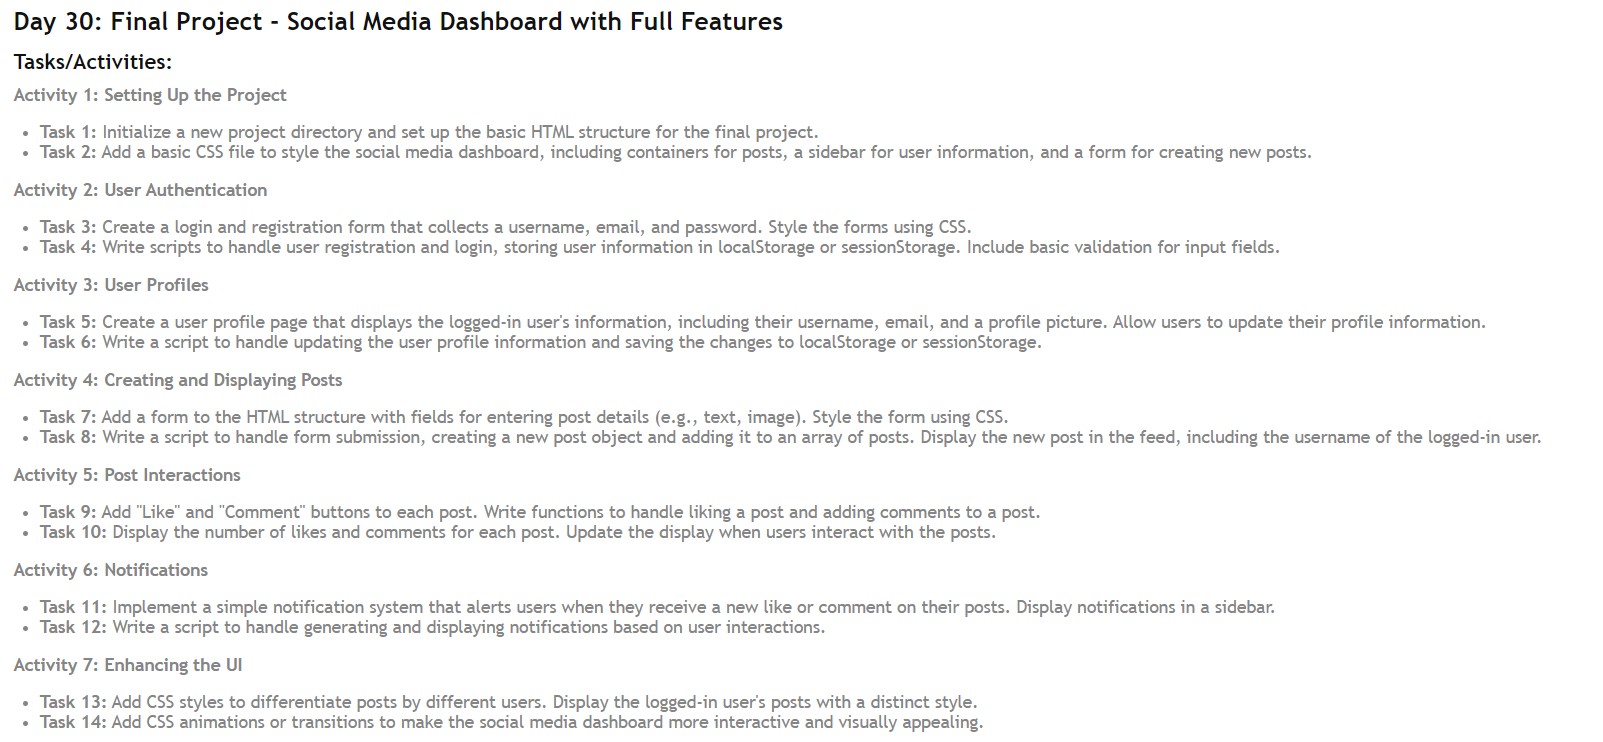 Day 30: Final Project - Social Media Dashboard with Full Features
Tasks/Activities:
Activity 1: Setting Up the Project
• Task 1: Initialize a new project directory and set up the basic HTML structure for the final project.
• Task 2: Add a basic CSS file to style the social media dashboard, including containers for posts, a sidebar for user information, and a form for creating new posts.
Activity 2: User Authentication
• Task 3: Create a login and registration form that collects a username, email, and password. Style the forms using CSS.
• Task 4: Write scripts to handle user registration and login, storing user information in localStorage or sessionStorage. Include basic validation for input fields.
Activity 3: User Profiles
• Task 5: Create a user profile page that displays the logged-in user's information, including their username, email, and a profile picture. Allow users to update their profile information.
• Task 6: Write a script to handle updating the user profile information and saving the changes to localStorage or sessionStorage.
Activity 4: Creating and Displaying Posts
• Task 7: Add a form to the HTML structure with fields for entering post details (e.g., text, image). Style the form using CSS.
• Task 8: Write a script to handle form submission, creating a new post object and adding it to an array of posts. Display the new post in the feed, including the username of the logged-in user.
Activity 5: Post Interactions
• Task 9: Add "Like" and "Comment" buttons to each post. Write functions to handle liking a post and adding comments to a post.
• Task 10: Display the number of likes and comments for each post. Update the display when users interact with the posts.
Activity 6: Notifications
• Task 11: Implement a simple notification system that alerts users when they receive a new like or comment on their posts. Display notifications in a sidebar.
• Task 12: Write a script to handle generating and displaying notifications based on user interactions.
Activity 7: Enhancing the UI
• Task 13: Add CSS styles to differentiate posts by different users. Display the logged-in user's posts with a distinct style.
• Task 14: Add CSS animations or transitions to make the social media dashboard more interactive and visually appealing.